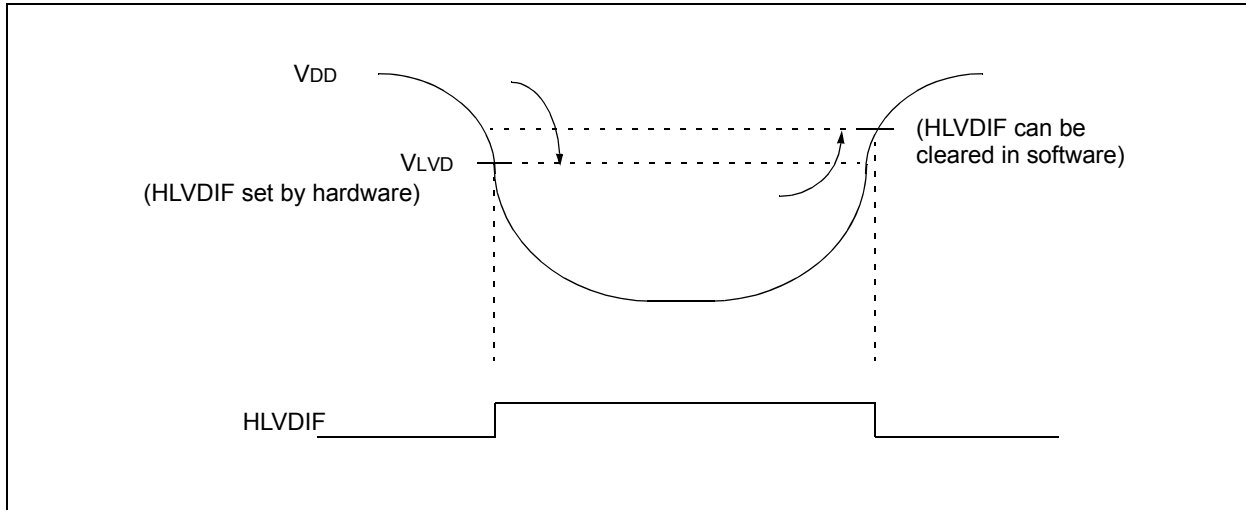 VDD
(HLVDIF can be
cleared in software)
VLVD
(HLVDIF set by hardware)
HLVDIF